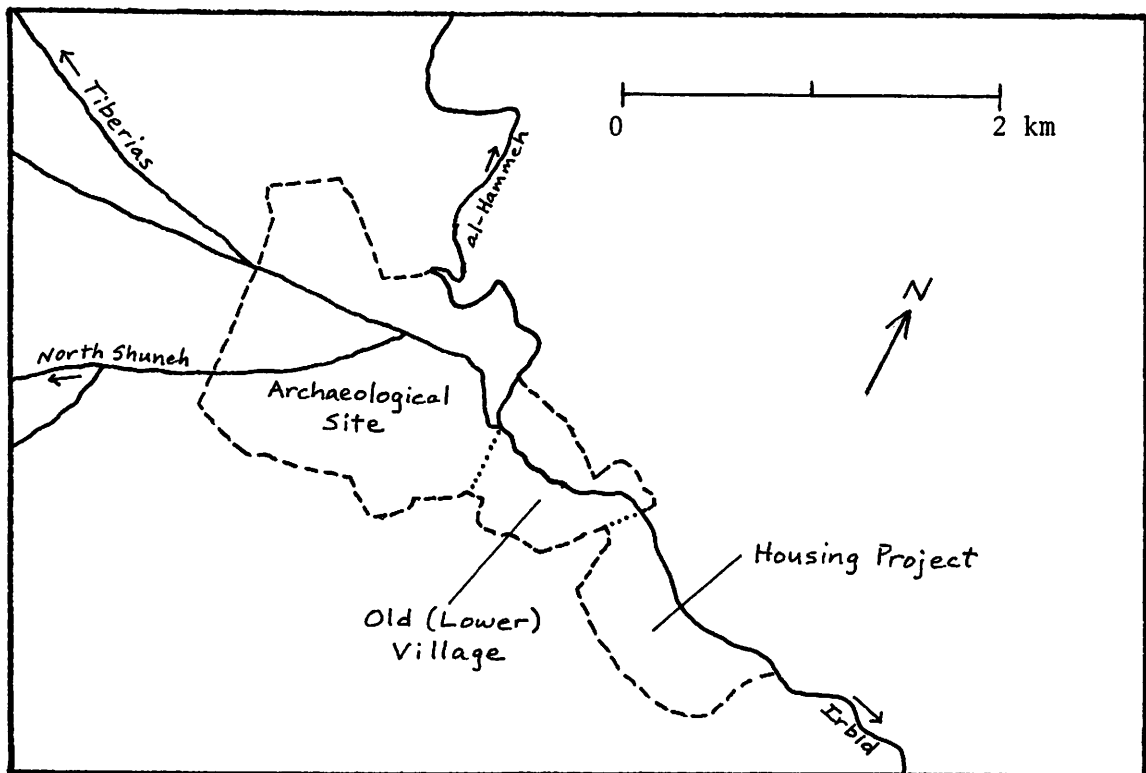 Tiberias
al-Hammeh
0
2 km
N
North Shuneh
Archaeological
Site
Housing Project
Old (Lower)
Village
Irbid